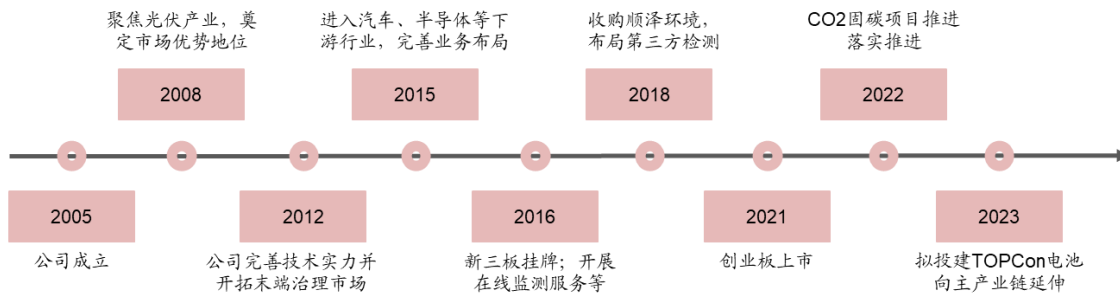 聚焦光伏产业，奠
定市场优势地位
进入汽车、半导体等下
游行业，完善业务布局
收购顺泽环境，
布局第三方检测
CO2固碳项目推进
落实推进
2008
2015
2018
2022
2005
2012
2016
2021
2023
公司成立
公司完善技术实力并
开拓末端治理市场
新三板挂牌；开展
在线监测服务等
创业板上市
拟投建TOPCon电池
向主产业链延伸